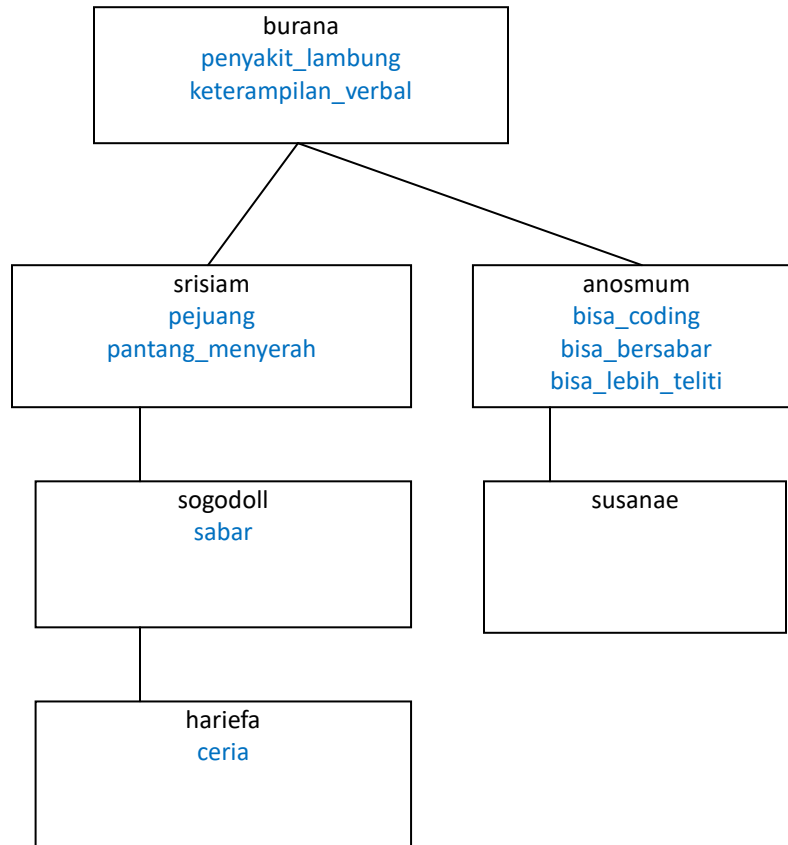 burana
penyakit_lambung
keterampilan_verbal
srisiam
pejuang
pantang_menyerah
anosmum
bisa_coding
bisa_bersabar
bisa_lebih_teliti
sogodoll
sabar
susanae
hariefa
ceria